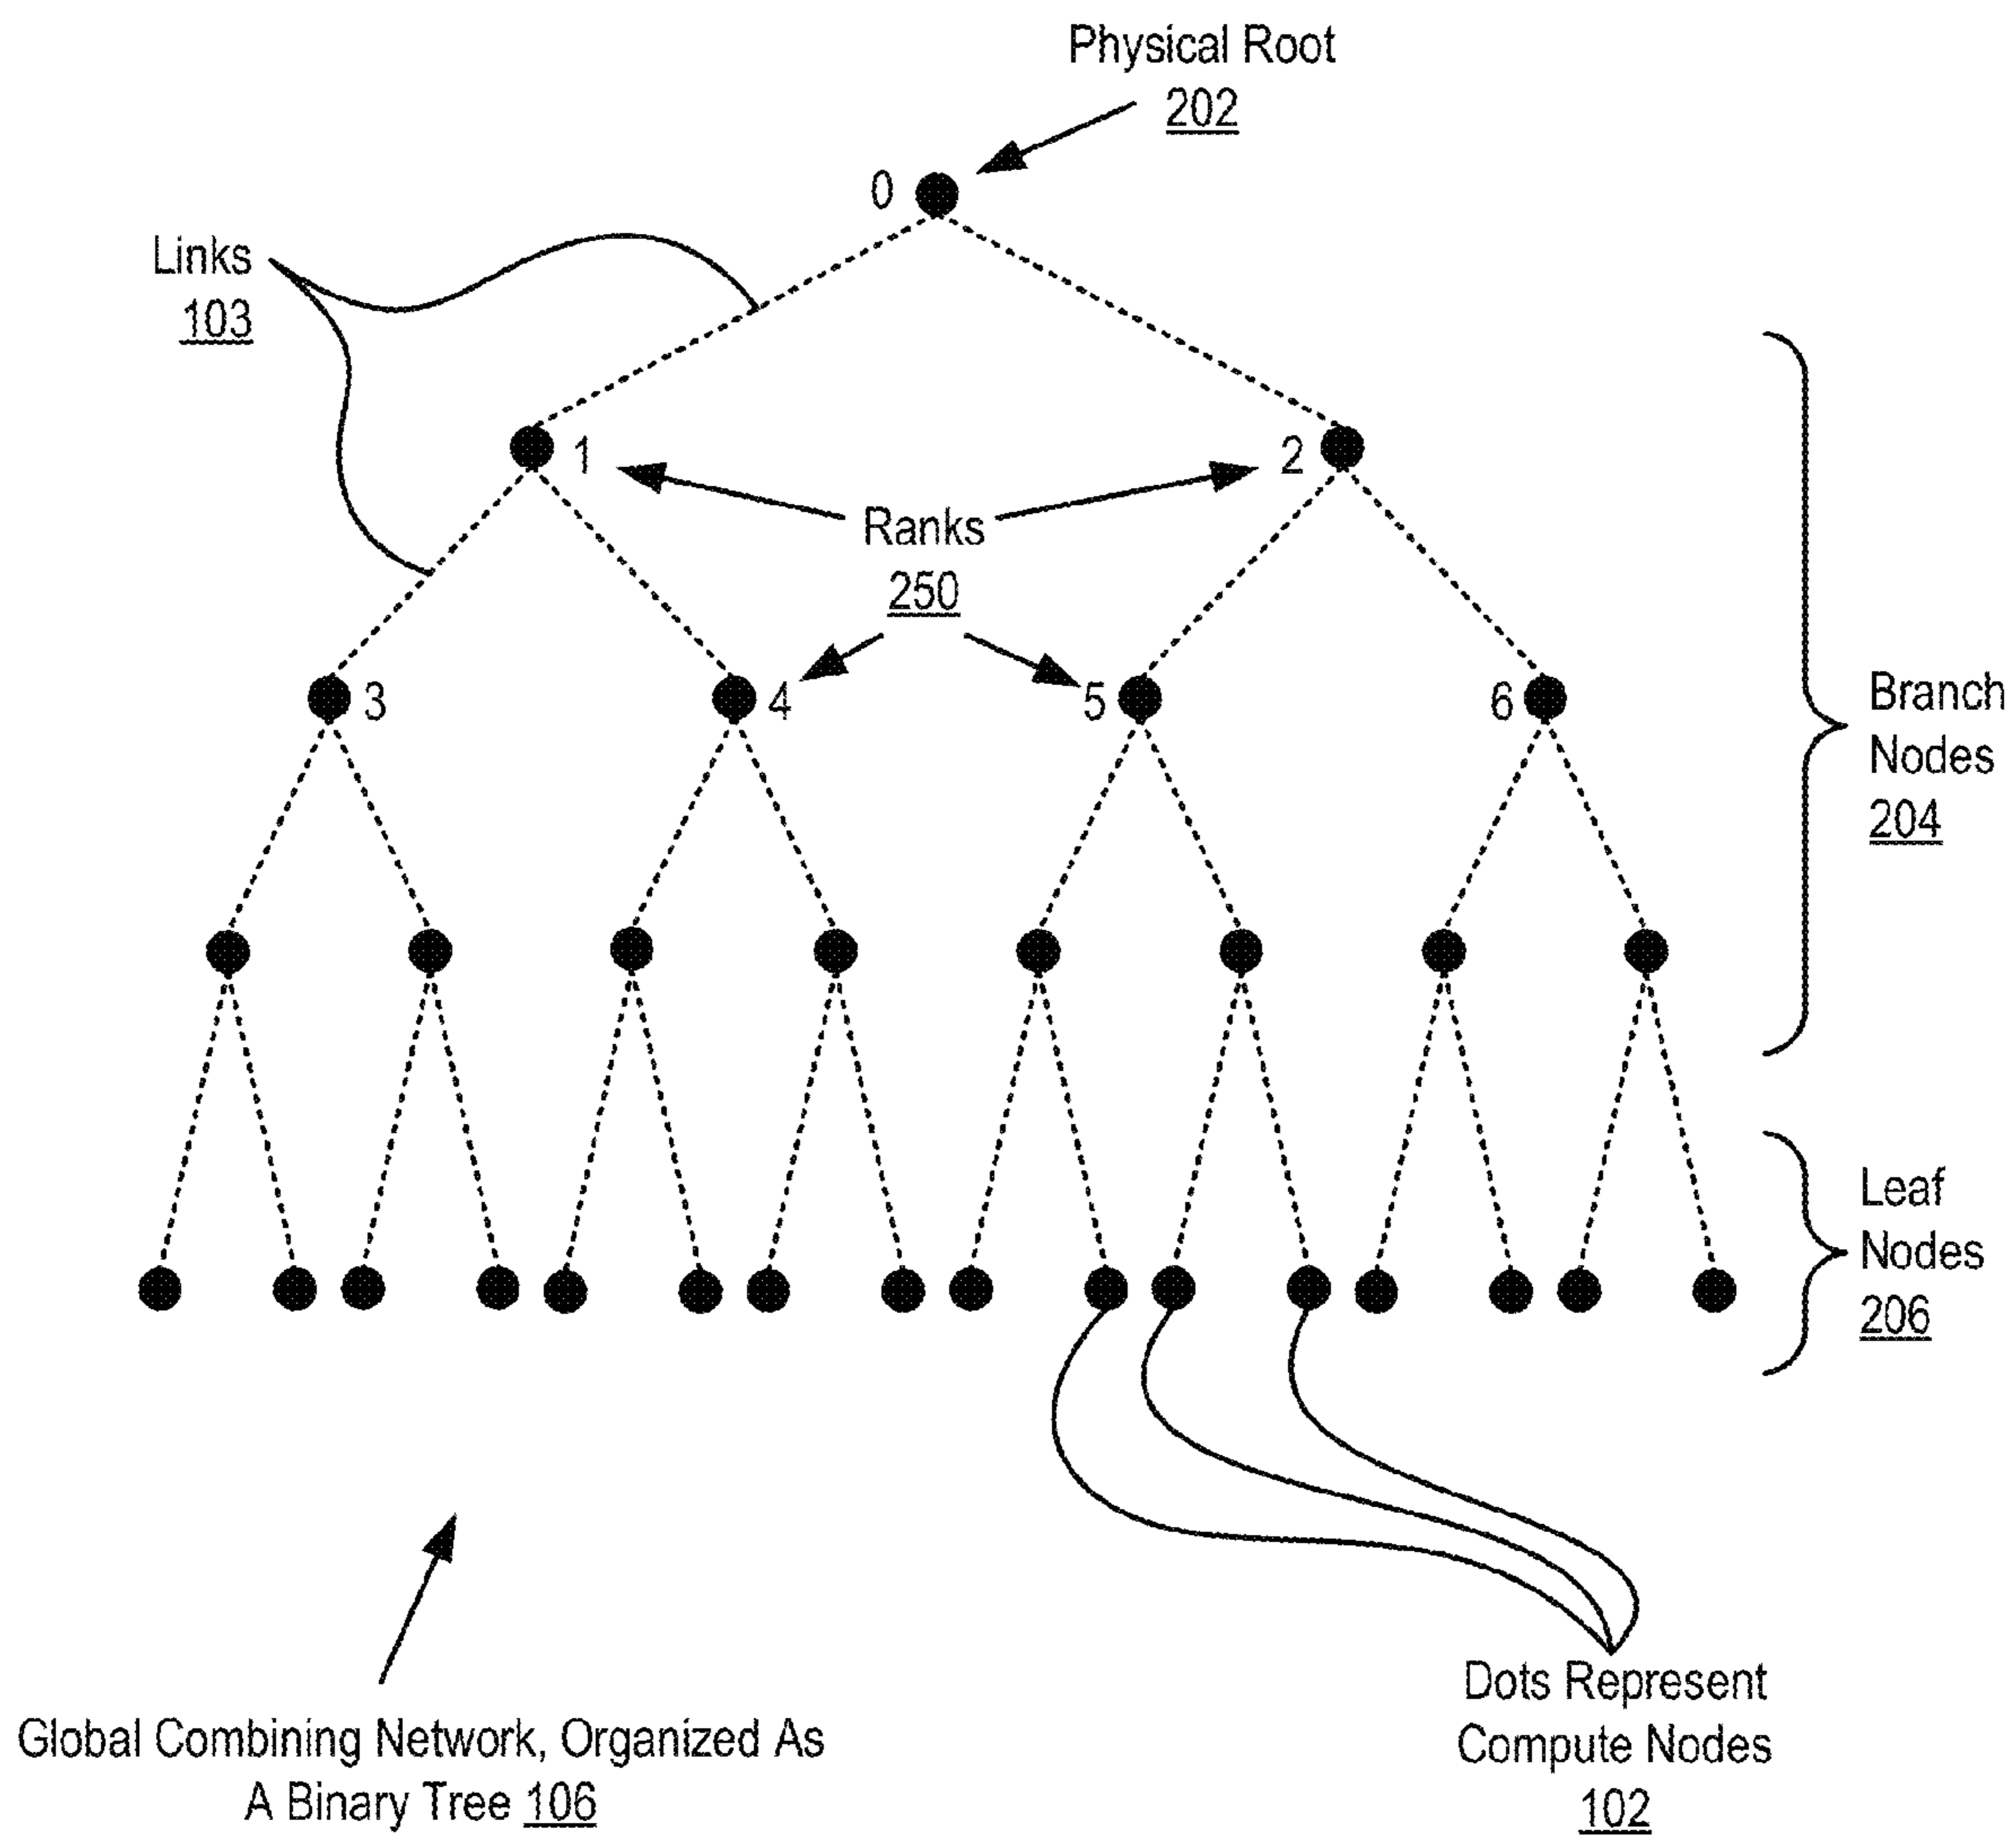 Physical Root
202
0
Links
103
1
2
Ranks
250
3
4
5
6
Branch
Nodes
204
Leaf
Nodes
206
Dots Represent
Compute Nodes
102
Global Combining Network, Organized As
A Binary Tree 106